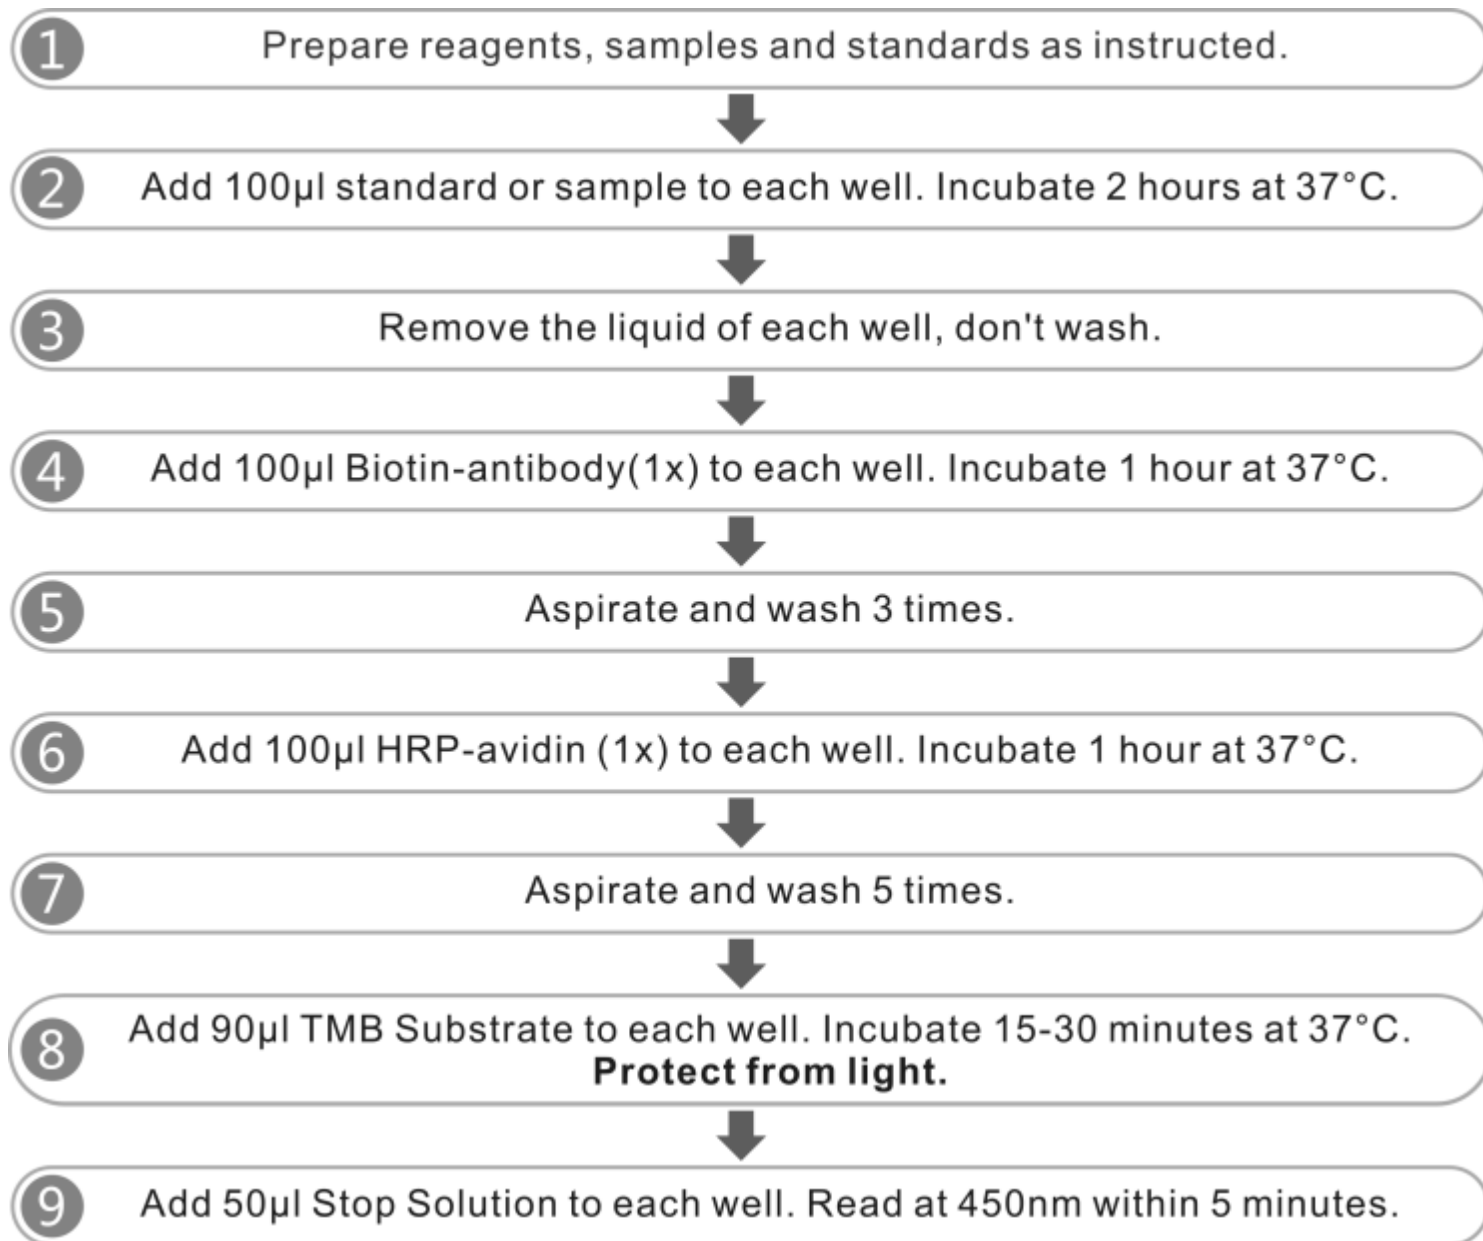 1 Prepare reagents, samples and standards as instructed.
2 Add 100µl standard or sample to each well. Incubate 2 hours at 37°C.
3 Remove the liquid of each well, don't wash.
4 Add 100µl Biotin-antibody(1x) to each well. Incubate 1 hour at 37°C.
5 Aspirate and wash 3 times.
6 Add 100µl HRP-avidin (1x) to each well. Incubate 1 hour at 37°C.
7 Aspirate and wash 5 times.
8 Add 90µl TMB Substrate to each well. Incubate 15-30 minutes at 37°C.
Protect from light.
9 Add 50µl Stop Solution to each well. Read at 450nm within 5 minutes.